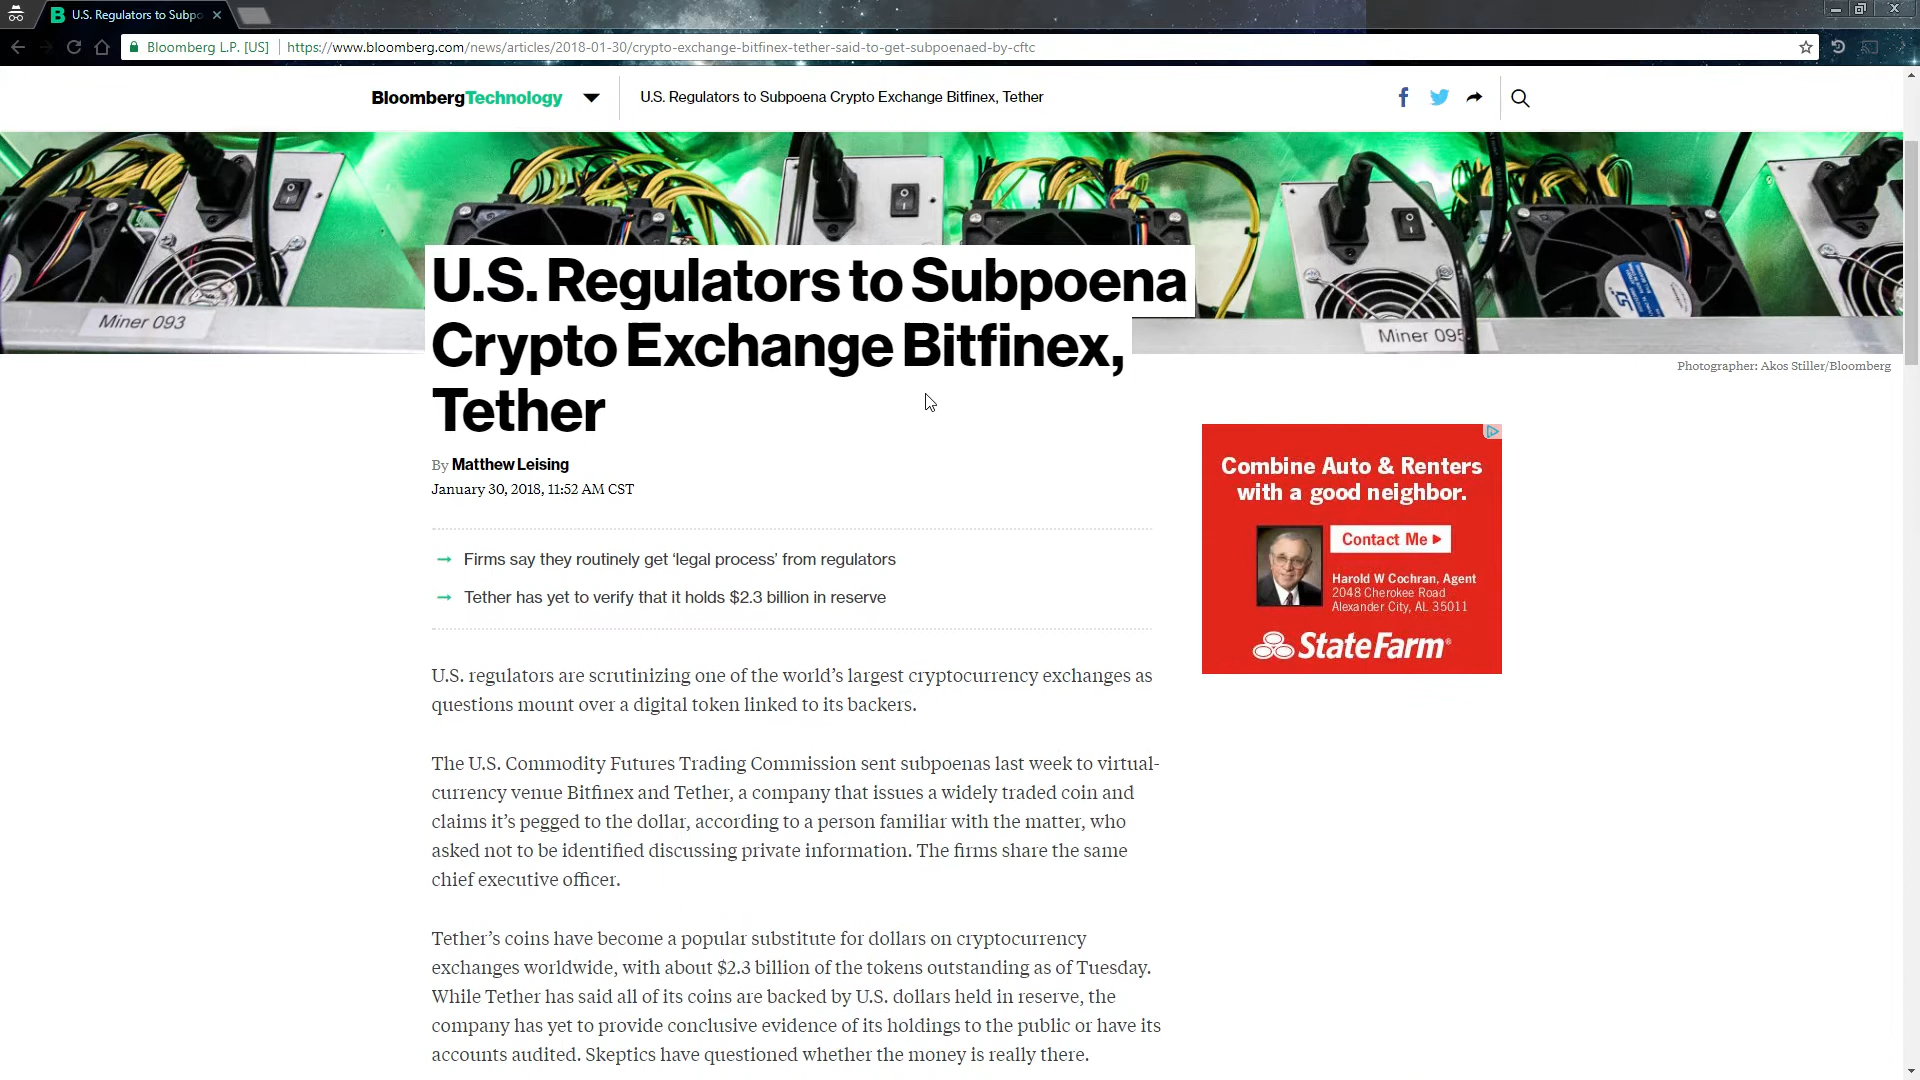 U.S. Regulators to Subpo
Bloomberg L.P. [US]
https://www.bloomberg.com/news/articles/2018-01-30/crypto-exchange-bitfinex-tether-said-to-get-subpoenaed-by-cftc
BloombergTechnology
U.S. Regulators to Subpoena Crypto Exchange Bitfinex, Tether
Miner 093
Miner 095
U.S. Regulators to Subpoena
Crypto Exchange Bitfinex,
Tether
Photographer: Akos Stiller/Bloomberg
By Matthew Leising
January 30, 2018, 11:52 AM CST
Firms say they routinely get ‘legal process’ from regulators
Tether has yet to verify that it holds $2.3 billion in reserve
U.S. regulators are scrutinizing one of the world’s largest cryptocurrency exchanges as
questions mount over a digital token linked to its backers.
The U.S. Commodity Futures Trading Commission sent subpoenas last week to virtual-
currency venue Bitfinex and Tether, a company that issues a widely traded coin and
claims it’s pegged to the dollar, according to a person familiar with the matter, who
asked not to be identified discussing private information. The firms share the same
chief executive officer.
Tether’s coins have become a popular substitute for dollars on cryptocurrency
exchanges worldwide, with about $2.3 billion of the tokens outstanding as of Tuesday.
While Tether has said all of its coins are backed by U.S. dollars held in reserve, the
company has yet to provide conclusive evidence of its holdings to the public or have its
accounts audited. Skeptics have questioned whether the money is really there.
Combine Auto & Renters
with a good neighbor.
Contact Me
Harold W Cochran, Agent
2048 Cherokee Road
Alexander City, AL 35011
StateFarm®